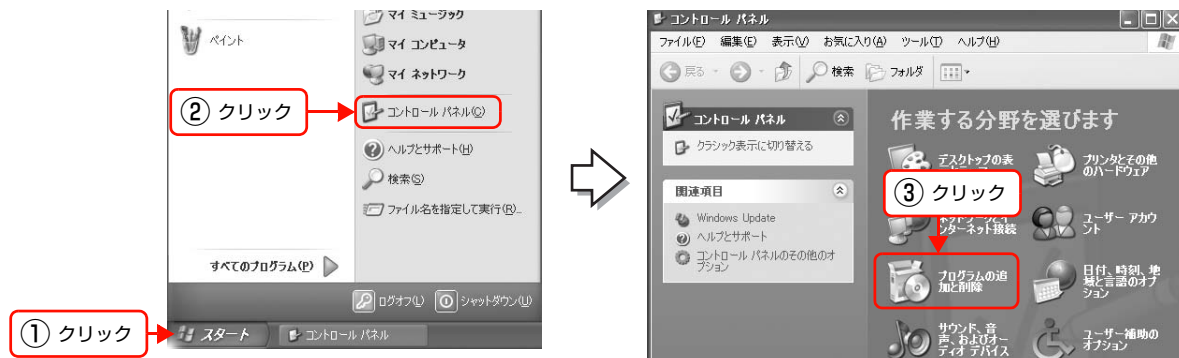 マイ ミュージック
ペイント
マイ コンピュータ
マイ ネットワーク
② クリック
コントロール パネル(C)
ヘルプとサポート(H)
検索(S)
ファイル名を指定して実行(R)...
すべてのプログラム(P)
ログオフ(L)
シャットダウン(U)
① クリック
スタート
コントロール パネル
コントロール パネル
ファイル(F) 編集(E) 表示(V) お気に入り(A) ツール(T) ヘルプ(H)
戻る 検索 フォルダ
コントロール パネル
クラシック表示に切り替える
関連項目
Windows Update
ヘルプとサポート
コントロール パネルのその他のオ
プション
作業する分野を選びます
デスクトップの表
プリンタとその他
のハードウェア
③ クリック
ンターネット接続
ユーザー アカウ
ント
プログラムの追
加と削除
日付、時刻、地
域と言語のオプ
ション
サウンド、音
声、およびオー
ディオ デバイス
ユーザー補助の
オプション